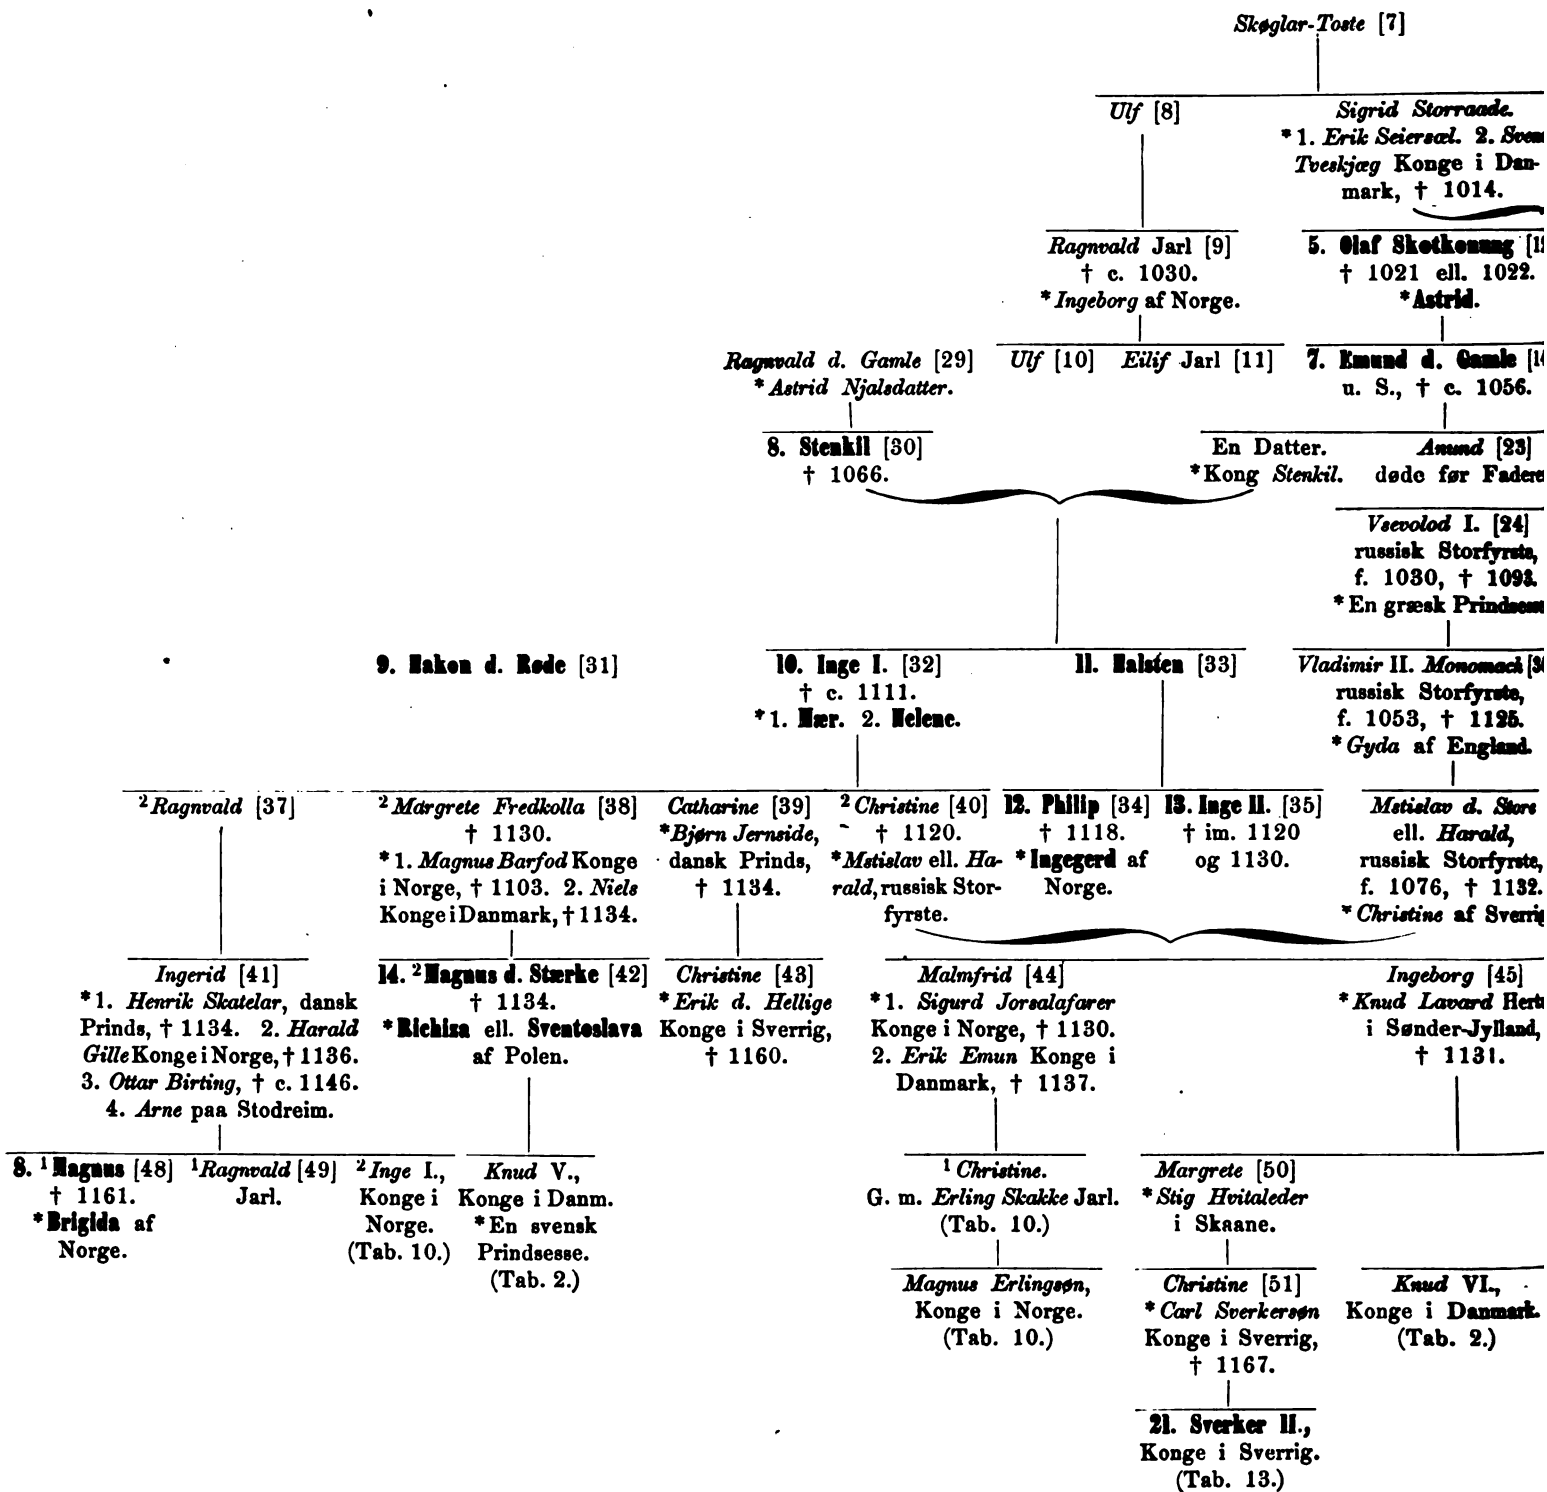 Skøglar-Toste [7]
Ulf [8]
Sigrid Storraade.
*1. Erik Seiersæl. 2. Sven
Tveskjæg Konge i Dan-
mark, † 1014.
Ragnvald Jarl [9]
† c. 1030.
*Ingeborg af Norge.
5. Olaf Skotkonung [12
† 1021 ell. 1022.
*Astrid.
Ragnvald d. Gamle [29]
*Astrid Njalsdatter.
Ulf [10] Eilif Jarl [11]
7. Emund d. Gamle [14
u. S., † c. 1056.
8. Stenkil [30]
† 1066.
En Datter.
*Kong Stenkil.
Anund [23]
døde før Fadere
Vsevolod I. [24]
russisk Storfyrste,
f. 1030, † 1093.
*En græsk Prindsesse
9. Hakon d. Røde [31]
10. Inge I. [32]
† c. 1111.
*1. Mær. 2. Helene.
11. Halsten [33]
Vladimir II. Monomach [36
russisk Storfyrste,
f. 1053, † 1125.
*Gyda af England.
²Ragnvald [37]
²Margrete Fredkolla [38]
† 1130.
*1. Magnus Barfod Konge
i Norge, † 1103. 2. Niels
Konge i Danmark, † 1134.
Catharine [39]
*Bjørn Jernside,
dansk Prinds,
† 1134.
²Christine [40]
† 1120.
*Mstislav ell. Ha-
rald, russisk Stor-
fyrste.
12. Philip [34]
† 1118.
*Ingegerd af
Norge.
13. Inge II. [35]
† im. 1120
og 1130.
Mstislav d. Store
ell. Harald,
russisk Storfyrste,
f. 1076, † 1132.
*Christine af Sverrig
Ingerid [41]
*1. Henrik Skatelar, dansk
Prinds, † 1134. 2. Harald
Gille Konge i Norge, † 1136.
3. Ottar Birting, † c. 1146.
4. Arne paa Stodreim.
14. ²Magnus d. Stærke [42]
† 1134.
*Richiza ell. Sventoslava
af Polen.
Christine [43]
*Erik d. Hellige
Konge i Sverrig,
† 1160.
Malmfrid [44]
*1. Sigurd Jorsalafarer
Konge i Norge, † 1130.
2. Erik Emun Konge i
Danmark, † 1137.
Ingeborg [45]
*Knud Lavard Hert
i Sønder-Jylland,
† 1131.
8. ¹Magnus [48]
† 1161.
*Brigida af
Norge.
¹Ragnvald [49]
Jarl.
²Inge I.,
Konge i
Norge.
(Tab. 10.)
Knud V.,
Konge i Danm.
*En svensk
Prindsesse.
(Tab. 2.)
¹Christine.
G. m. Erling Skakke Jarl.
(Tab. 10.)
Margrete [50]
*Stig Hvitaleder
i Skaane.
Magnus Erlingsøn,
Konge i Norge.
(Tab. 10.)
Christine [51]
*Carl Sverkersøn
Konge i Sverrig,
† 1167.
Knud VI.,
Konge i Danmark.
(Tab. 2.)
21. Sverker II.,
Konge i Sverrig.
(Tab. 13.)